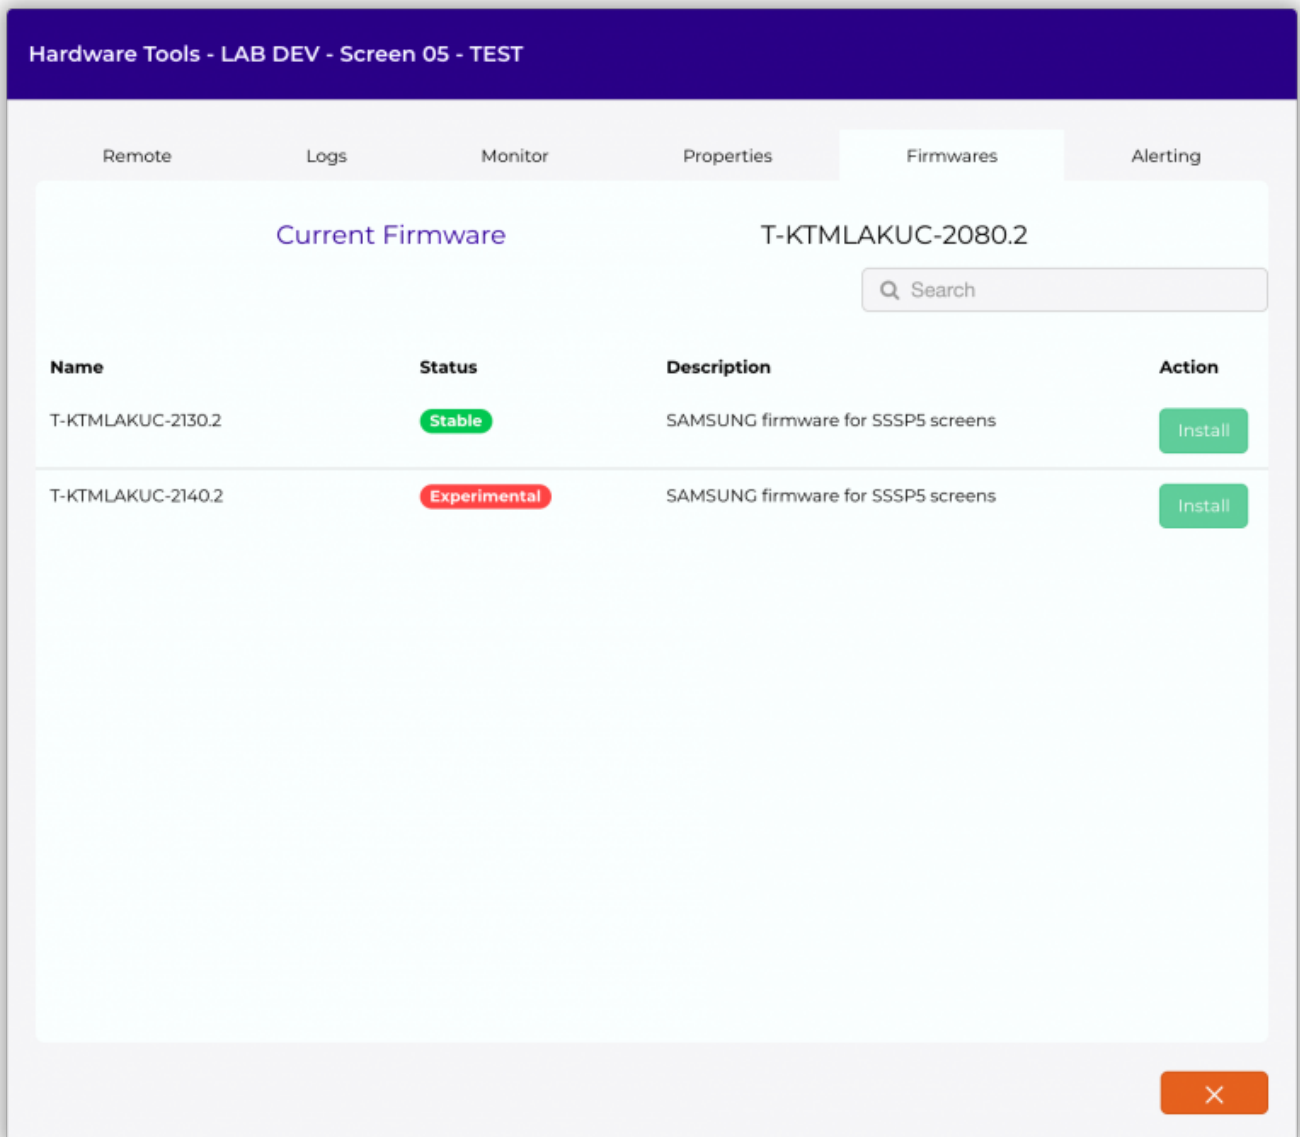 Hardware Tools - LAB DEV - Screen 05 - TEST
Remote Logs Monitor Properties Firmwares Alerting
Current Firmware T-KTMLAKUC-2080.2
Search
Name Status Description Action
T-KTMLAKUC-2130.2 Stable SAMSUNG firmware for SSSP5 screens Install
T-KTMLAKUC-2140.2 Experimental SAMSUNG firmware for SSSP5 screens Install